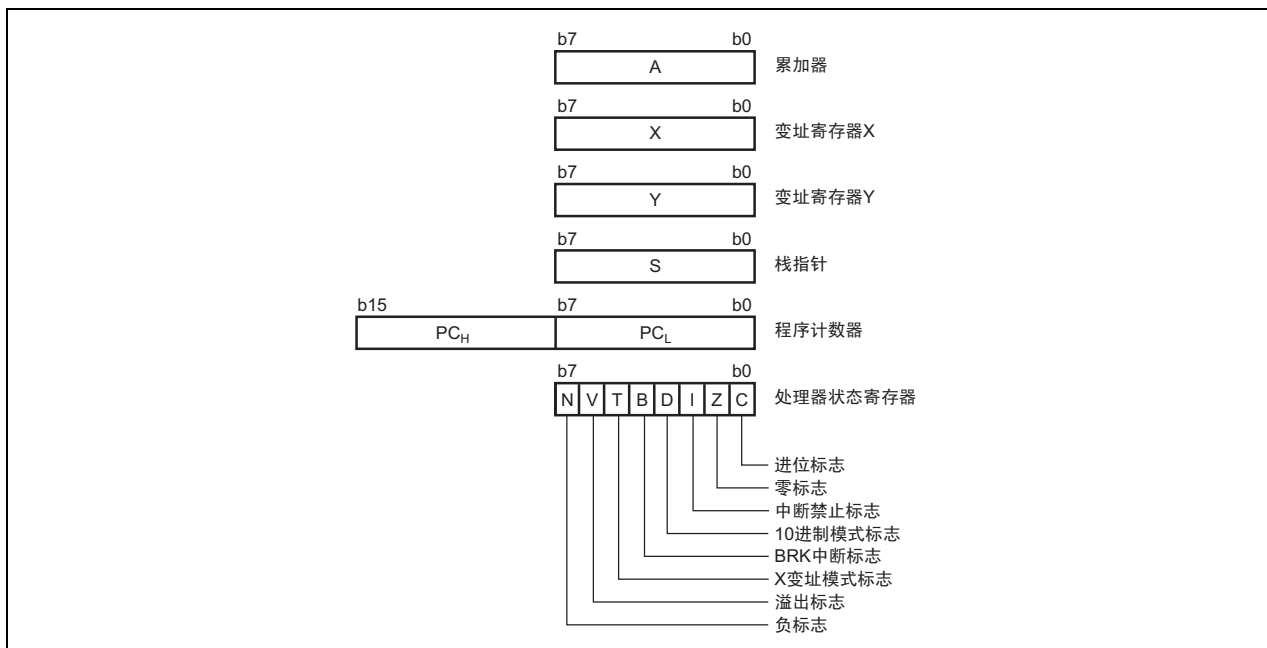 b7 b0
A 累加器
b7 b0
X 变址寄存器X
b7 b0
Y 变址寄存器Y
b7 b0
S 栈指针
b15 b7 b0
PCH PCL 程序计数器
b7 b0
N V T B D I Z C 处理器状态寄存器
进位标志
零标志
中断禁止标志
10进制模式标志
BRK中断标志
X变址模式标志
溢出标志
负标志